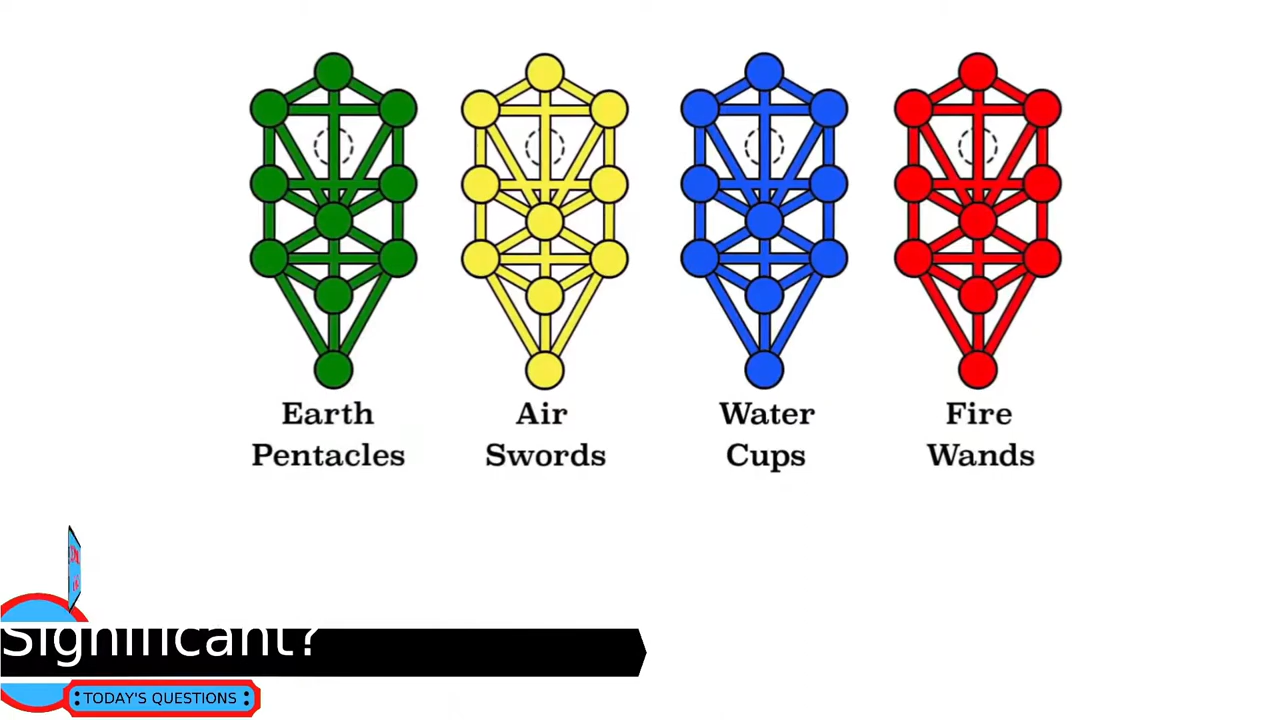 Earth
Pentacles
Air
Swords
Water
Cups
Fire
Wands
Significant?
TODAY'S QUESTIONS